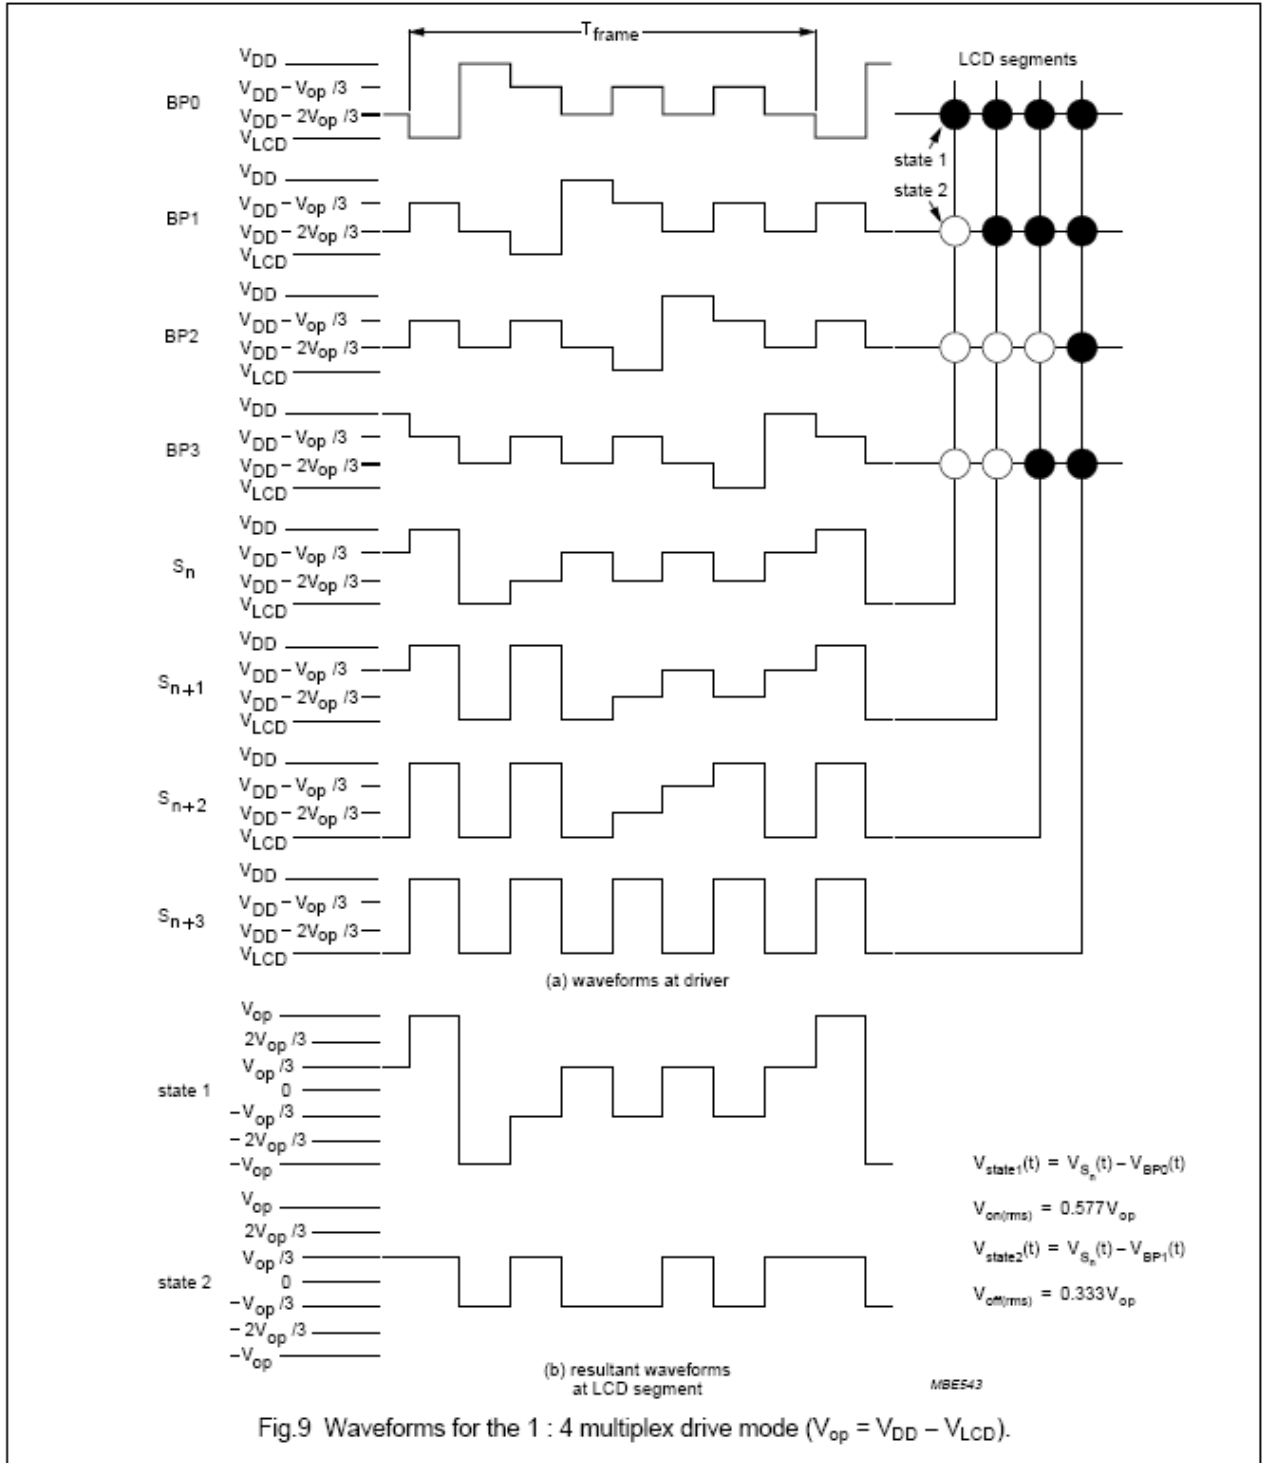 Tframe
LCD segments
BP0
VDD
VDD – Vop /3
VDD – 2Vop /3
VLCD
state 1
state 2
BP1
VDD
VDD – Vop /3
VDD – 2Vop /3
VLCD
BP2
VDD
VDD – Vop /3
VDD – 2Vop /3
VLCD
BP3
VDD
VDD – Vop /3
VDD – 2Vop /3
VLCD
Sn
VDD
VDD – Vop /3
VDD – 2Vop /3
VLCD
Sn+1
VDD
VDD – Vop /3
VDD – 2Vop /3
VLCD
Sn+2
VDD
VDD – Vop /3
VDD – 2Vop /3
VLCD
Sn+3
VDD
VDD – Vop /3
VDD – 2Vop /3
VLCD
(a) waveforms at driver
state 1
Vop
2Vop /3
Vop /3
0
–Vop /3
– 2Vop /3
–Vop
state 2
Vop
2Vop /3
Vop /3
0
–Vop /3
– 2Vop /3
–Vop
Vstate1(t) = VSn(t) – VBP0(t)
Von(rms) = 0.577Vop
Vstate2(t) = VSn(t) – VBP1(t)
Voff(rms) = 0.333Vop
(b) resultant waveforms
at LCD segment
MBE543
Fig.9 Waveforms for the 1 : 4 multiplex drive mode (Vop = VDD – VLCD).